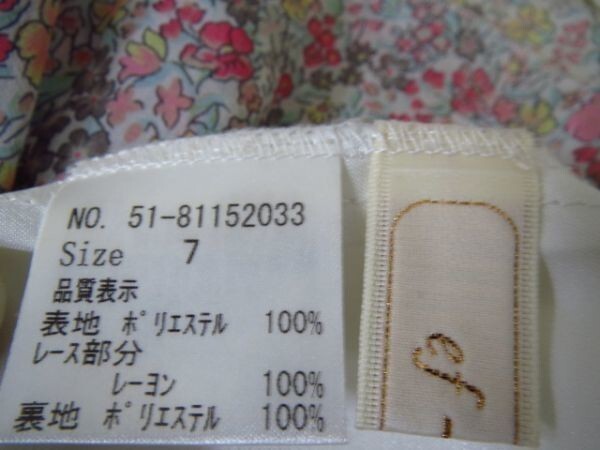 NO. 51-81152033
Size 7
品質表示
表地 ポリエステル 100%
レース部分
レーヨン 100%
裏地 ポリエステル 100%
ef